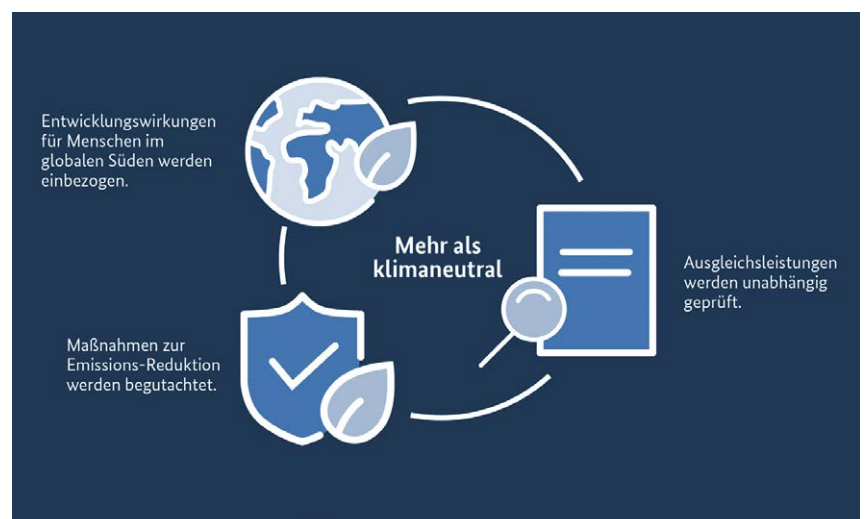 Entwicklungswirkungen
für Menschen im
globalen Süden werden
einbezogen.
Mehr als
klimaneutral
Ausgleichsleistungen
werden unabhängig
geprüft.
Maßnahmen zur
Emissions-Reduktion
werden begutachtet.